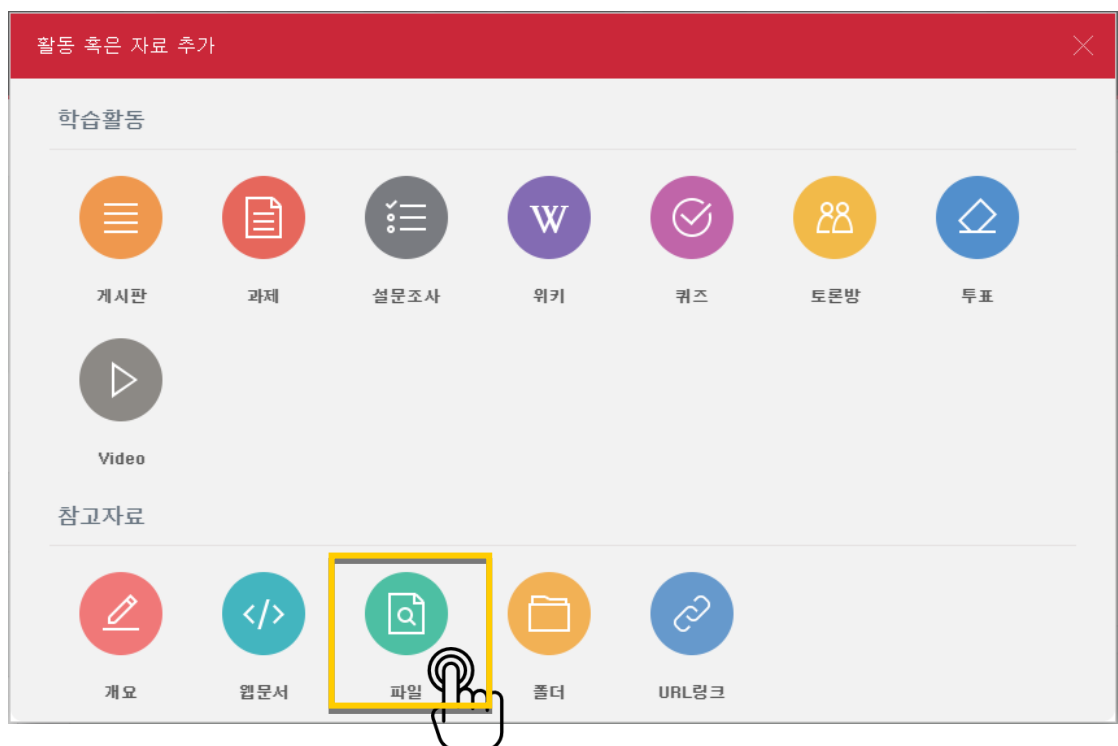 활동 혹은 자료 추가
학습활동
게시판 과제 설문조사 위키 퀴즈 토론방 투표
Video
참고자료
개요 웹문서 파일 폴더 URL링크